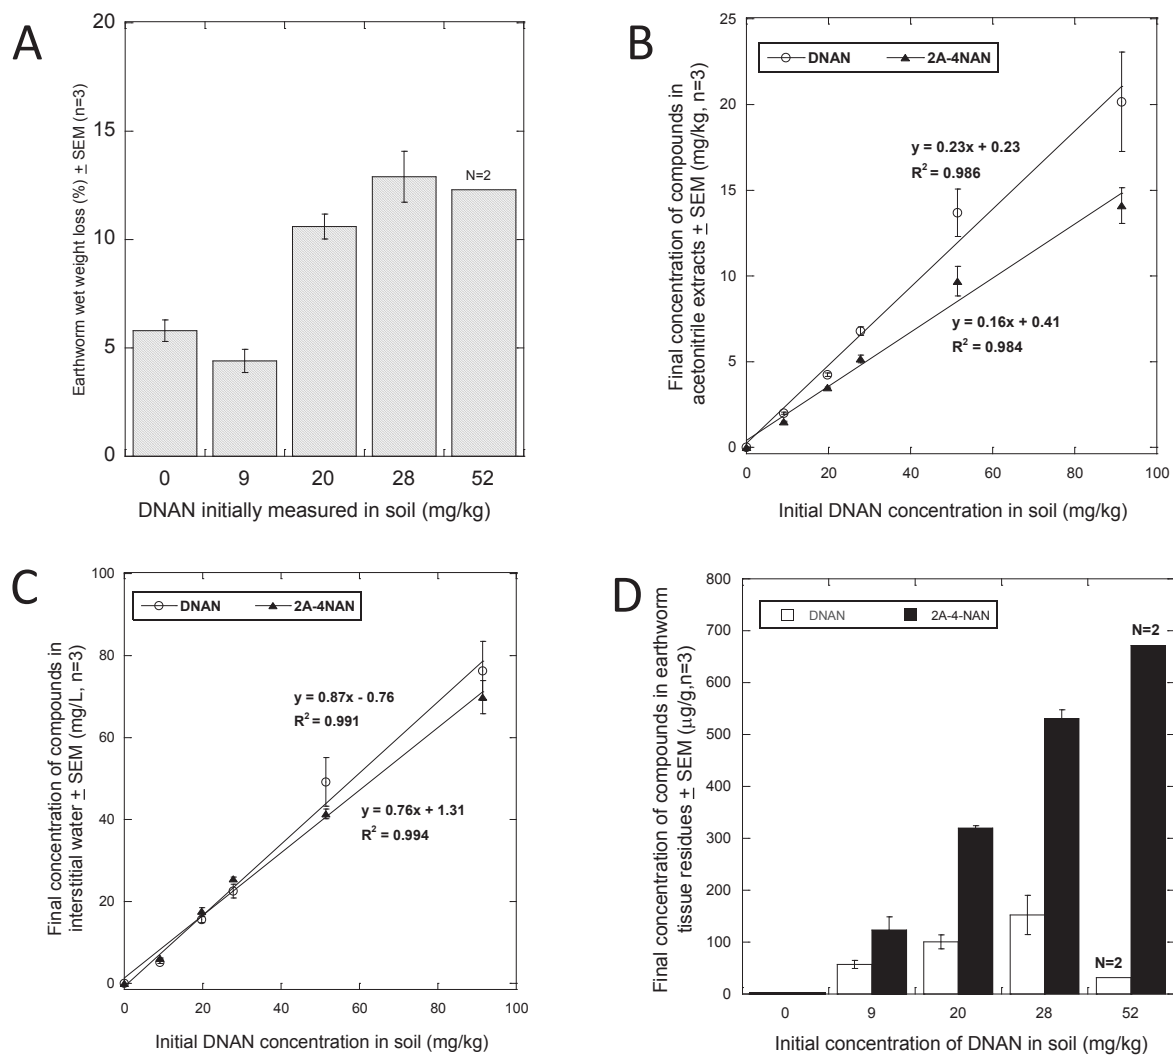 A
Earthworm wet weight loss (%) ± SEM (n=3)
20
15
10
5
0
N=2
0 9 20 28 52
DNAN initially measured in soil (mg/kg)
B
Final concentration of compounds in
acetonitrile extracts ± SEM (mg/kg, n=3)
25
20
15
10
5
0
DNAN 2A-4NAN
y = 0.23x + 0.23
R² = 0.986
y = 0.16x + 0.41
R² = 0.984
0 20 40 60 80 100
Initial DNAN concentration in soil (mg/kg)
C
Final concentration of compounds in
interstitial water ± SEM (mg/L, n=3)
100
80
60
40
20
0
DNAN 2A-4NAN
y = 0.87x - 0.76
R² = 0.991
y = 0.76x + 1.31
R² = 0.994
0 20 40 60 80 100
Initial DNAN concentration in soil (mg/kg)
D
Final concentration of compounds in earthworm
tissue residues ± SEM (µg/g,n=3)
800
700
600
500
400
300
200
100
0
DNAN 2A-4-NAN
N=2
N=2
0 9 20 28 52
Initial concentration of DNAN in soil (mg/kg)